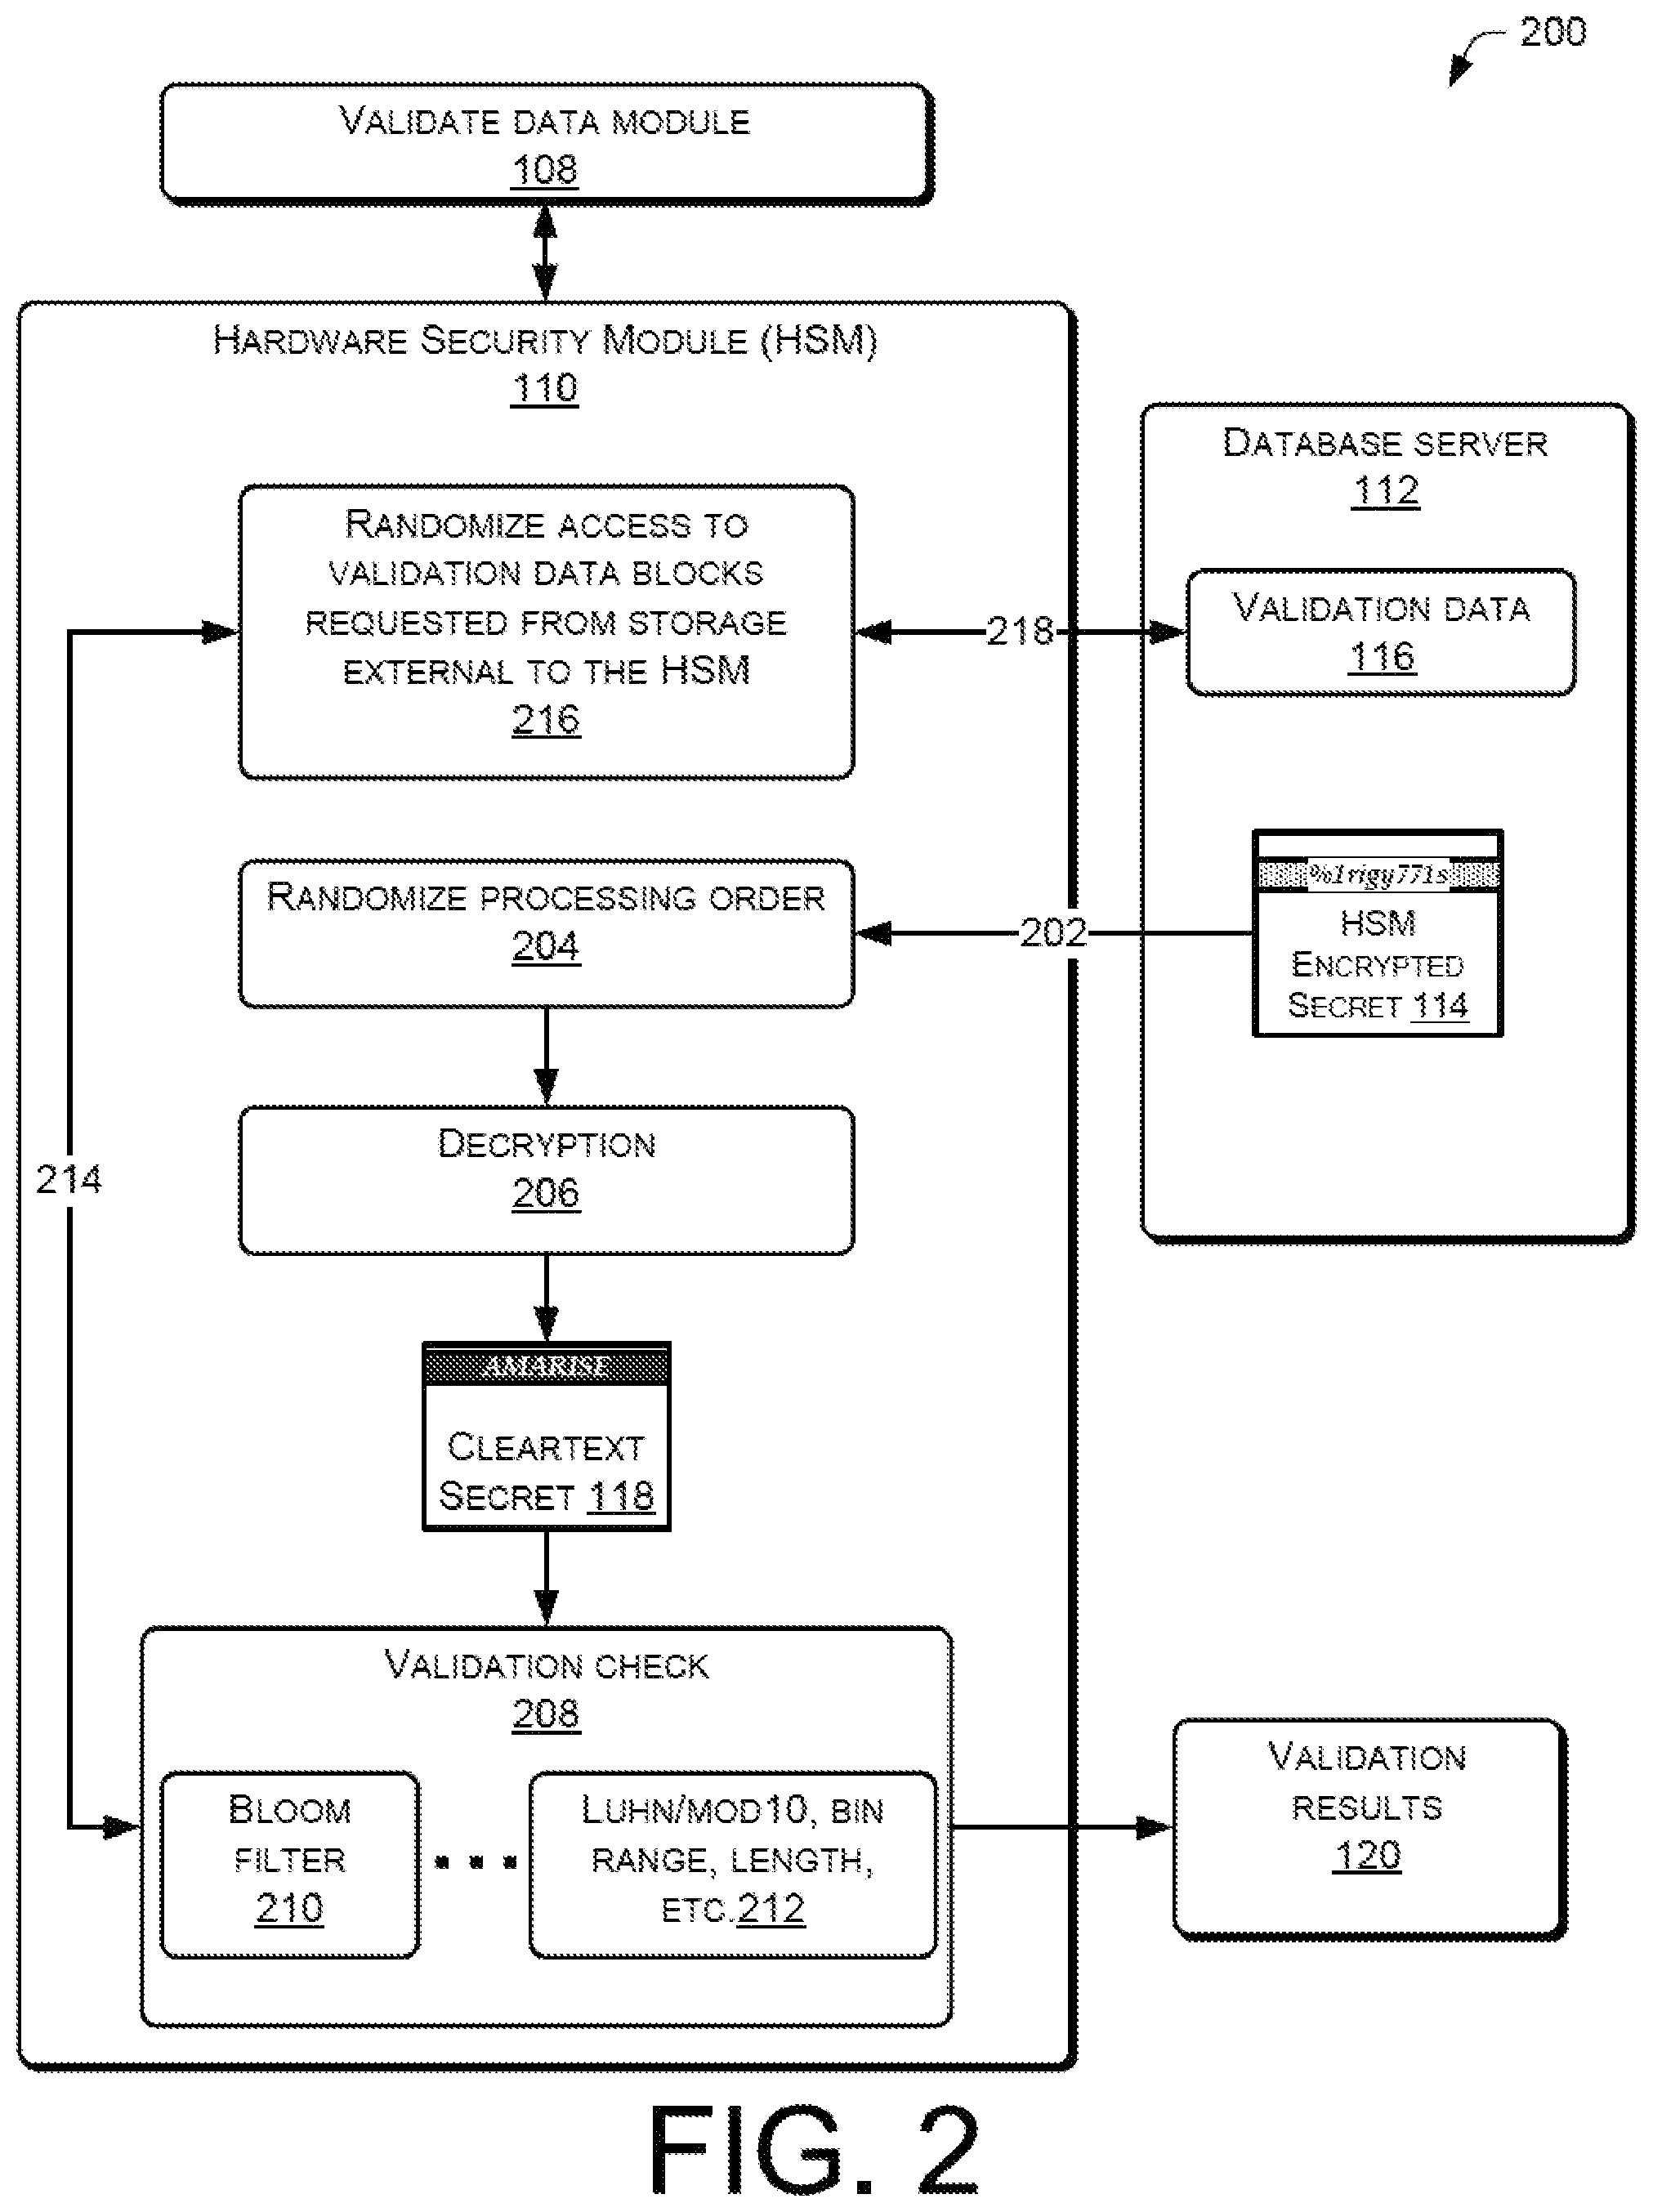 200
VALIDATE DATA MODULE
108
HARDWARE SECURITY MODULE (HSM)
110
RANDOMIZE ACCESS TO
VALIDATION DATA BLOCKS
REQUESTED FROM STORAGE
EXTERNAL TO THE HSM
216
218
DATABASE SERVER
112
VALIDATION DATA
116
%1rigy771s
HSM
ENCRYPTED
SECRET 114
202
RANDOMIZE PROCESSING ORDER
204
DECRYPTION
206
214
AMARISE
CLEARTEXT
SECRET 118
VALIDATION CHECK
208
BLOOM
FILTER
210
LUHN/MOD10, BIN
RANGE, LENGTH,
ETC.212
VALIDATION
RESULTS
120
FIG. 2